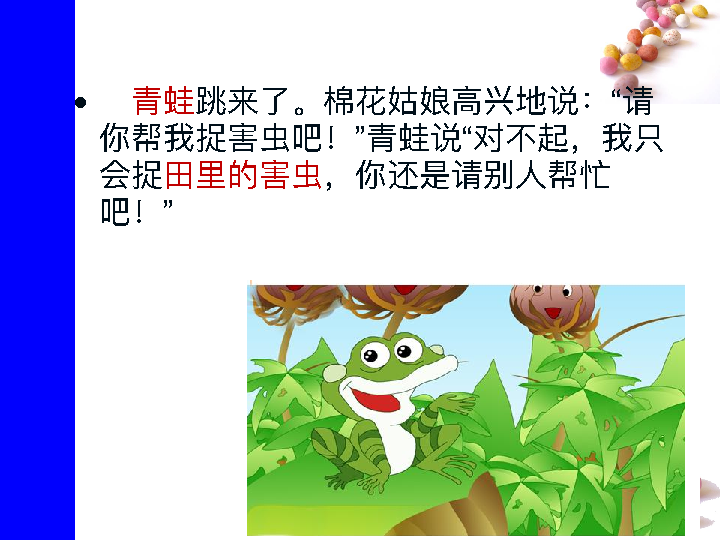 • 青蛙跳来了。棉花姑娘高兴地说：“请
你帮我捉害虫吧！”青蛙说“对不起，我只
会捉田里的害虫，你还是请别人帮忙
吧！”